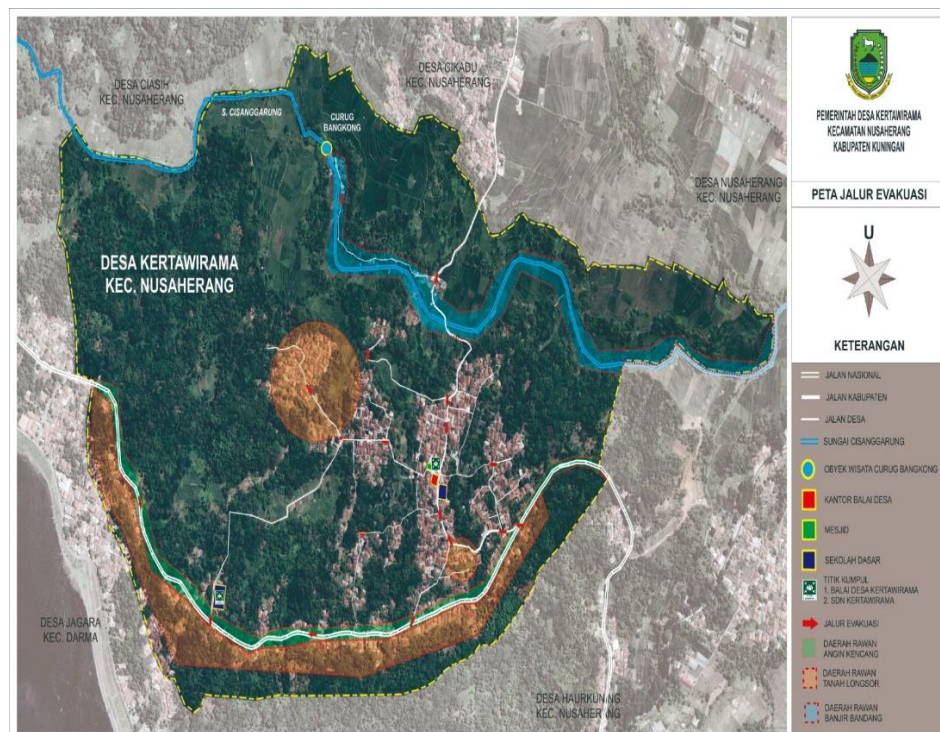 DESA CIASIH
KEC. NUSAHERANG
S. CISANGGARUNG
CURUG
BANGKONG
DESA CIKADU
KEC. NUSAHERANG
DESA NUSAHERANG
KEC. NUSAHERANG
DESA KERTAWIRAMA
KEC. NUSAHERANG
DESA JAGARA
KEC. DARMA
DESA HAURKUNING
KEC. NUSAHERANG
PEMERINTAH DESA KERTAWIRAMA
KECAMATAN NUSAHERANG
KABUPATEN KUNINGAN
PETA JALUR EVAKUASI
U
KETERANGAN
JALAN NASIONAL
JALAN KABUPATEN
JALAN DESA
SUNGAI CISANGGARUNG
OBYEK WISATA CURUG BANGKONG
KANTOR BALAI DESA
MESJID
SEKOLAH DASAR
TITIK KUMPUL
1. BALAI DESA KERTAWIRAMA
2. SDN KERTAWIRAMA
JALUR EVAKUASI
DAERAH RAWAN
ANGIN KENCANG
DAERAH RAWAN
TANAH LONGSOR
DAERAH RAWAN
BANJIR BANDANG